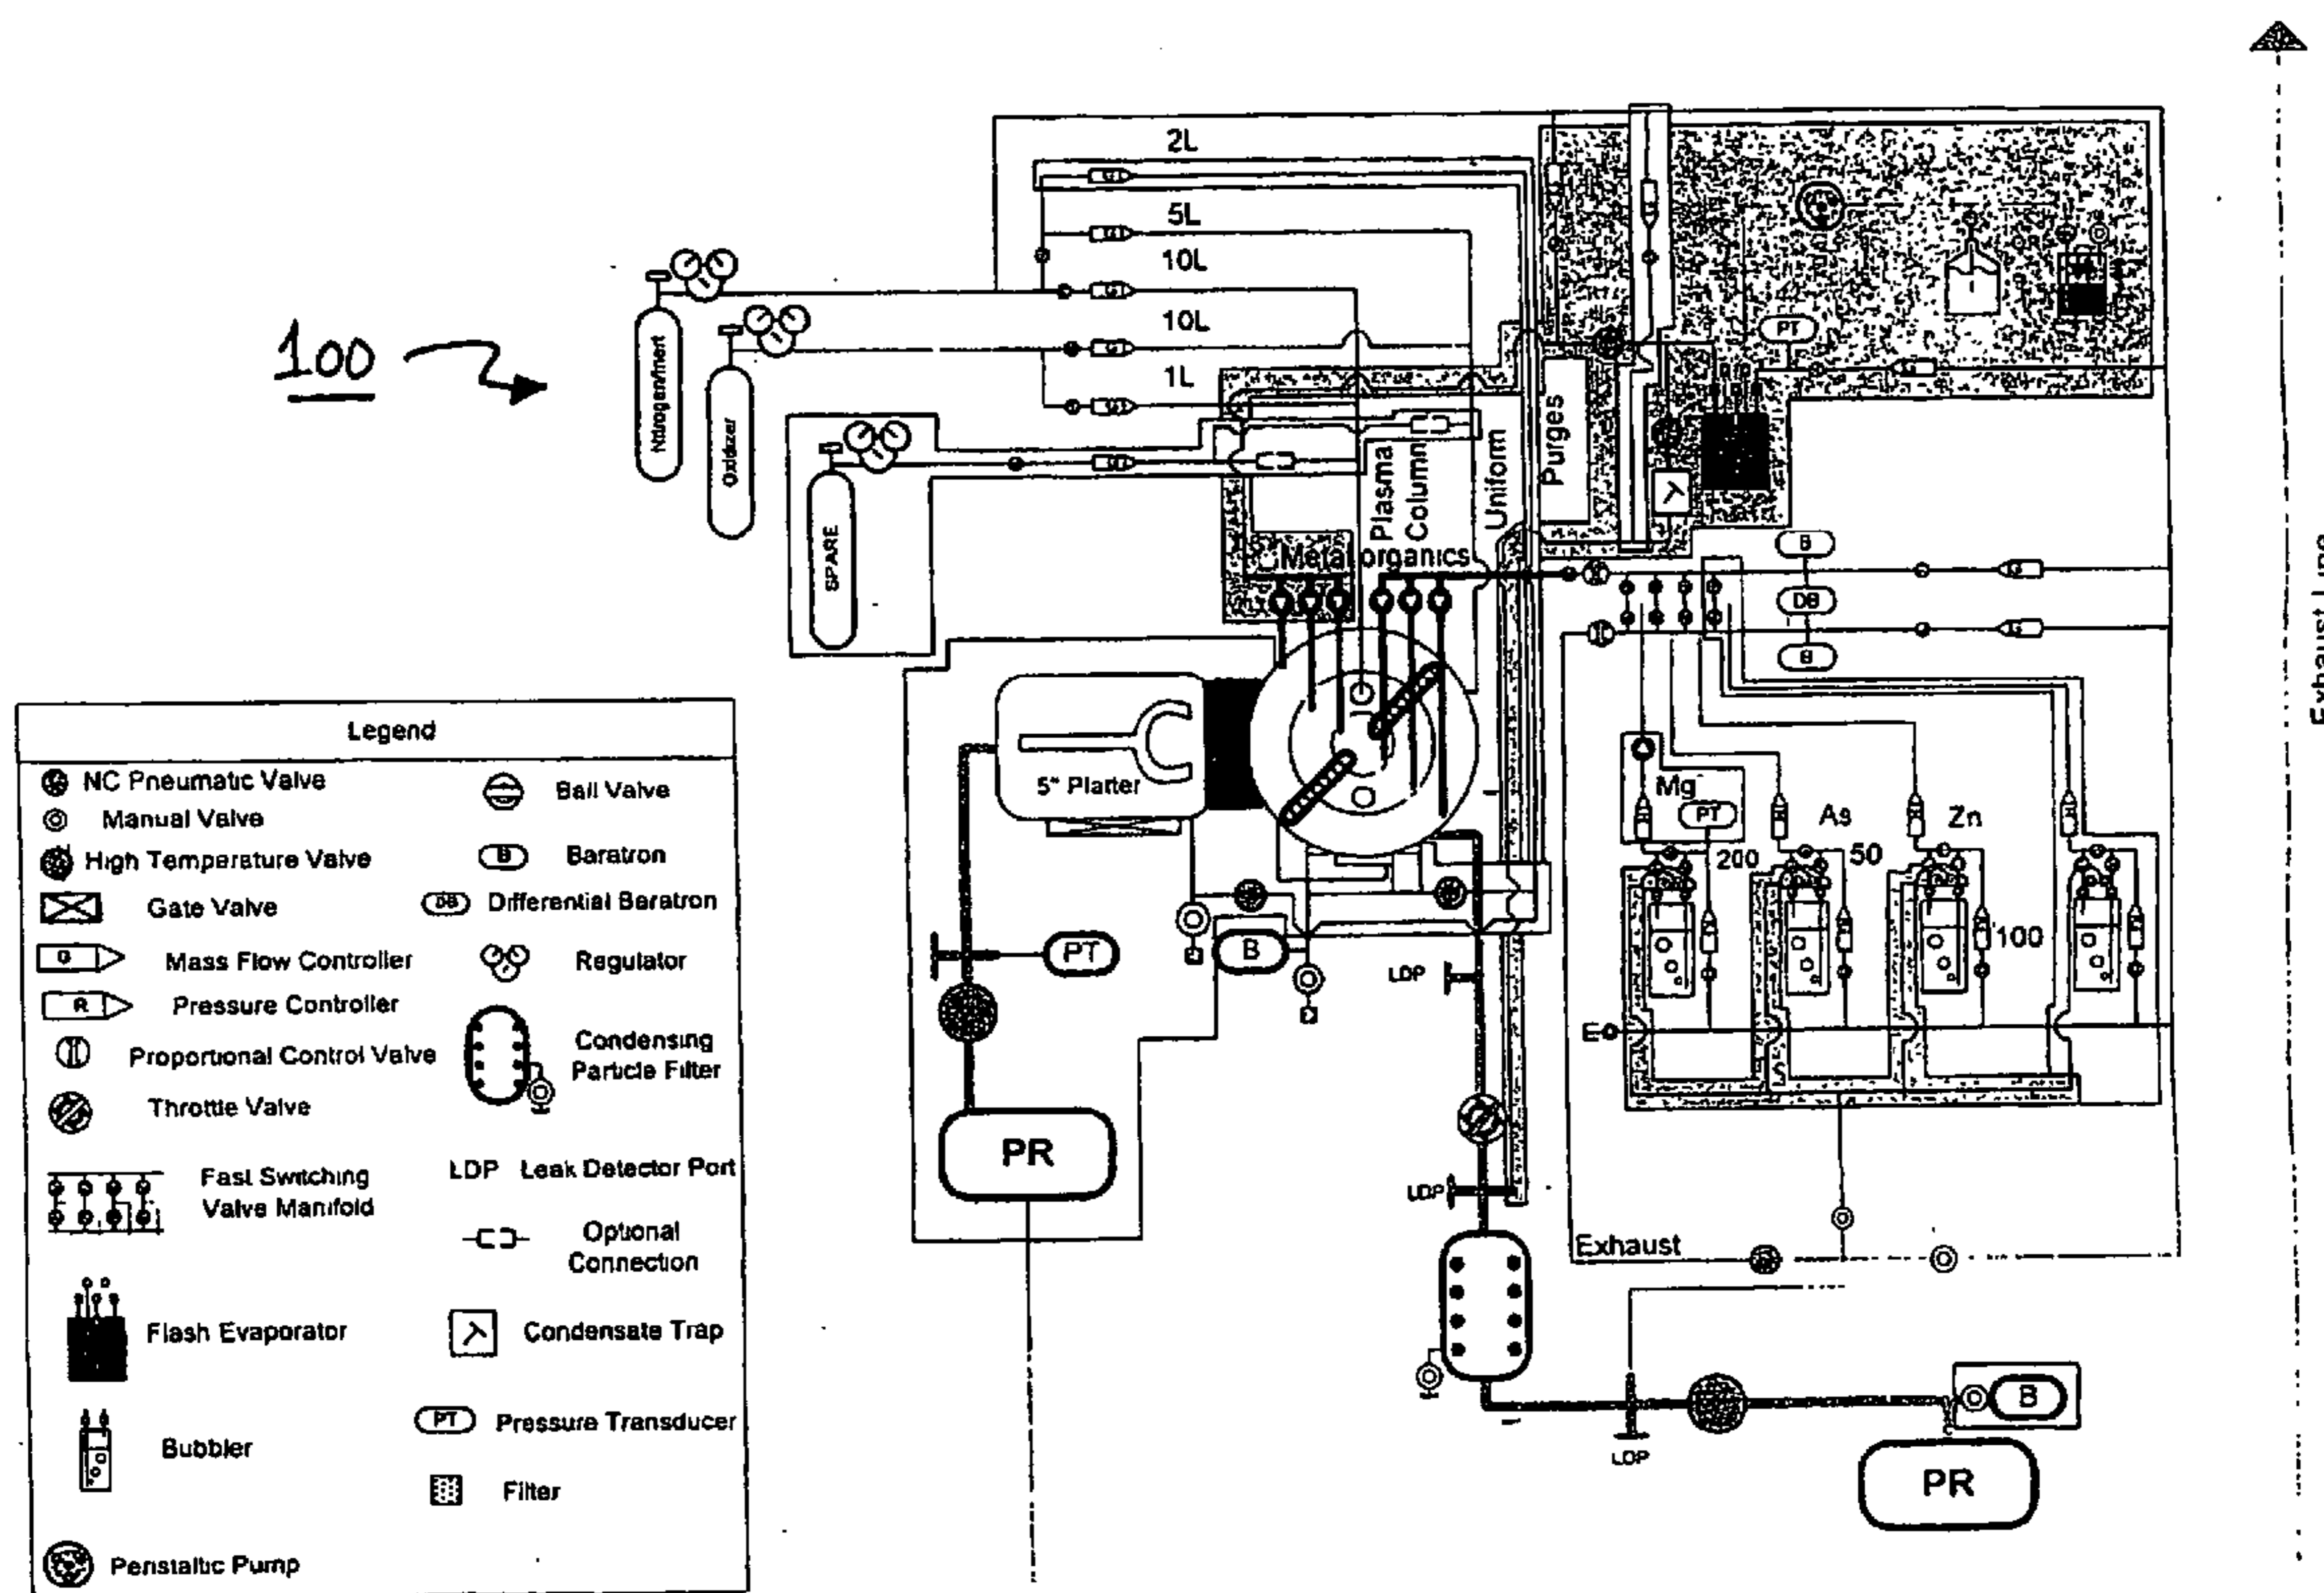 100
2L
5L
10L
10L
1L
Nitrogen/Inert
Oxidizer
SPARE
Plasma
Column
Uniform
Purges
Metal organics
PT
B
DB
B
Exhaust Line
5" Platter
Mg
PT
As
Zn
200
50
100
PT
B
LDP
E
PR
LDP
Exhaust
LDP
B
PR
Legend
NC Pneumatic Valve
Manual Valve
High Temperature Valve
Gate Valve
G Mass Flow Controller
R Pressure Controller
Proportional Control Valve
Throttle Valve
Fast Switching
Valve Manifold
Flash Evaporator
Bubbler
Peristaltic Pump
Ball Valve
B Baratron
DB Differential Baratron
Regulator
Condensing
Particle Filter
LDP Leak Detector Port
Optional
Connection
Condensate Trap
PT Pressure Transducer
Filter